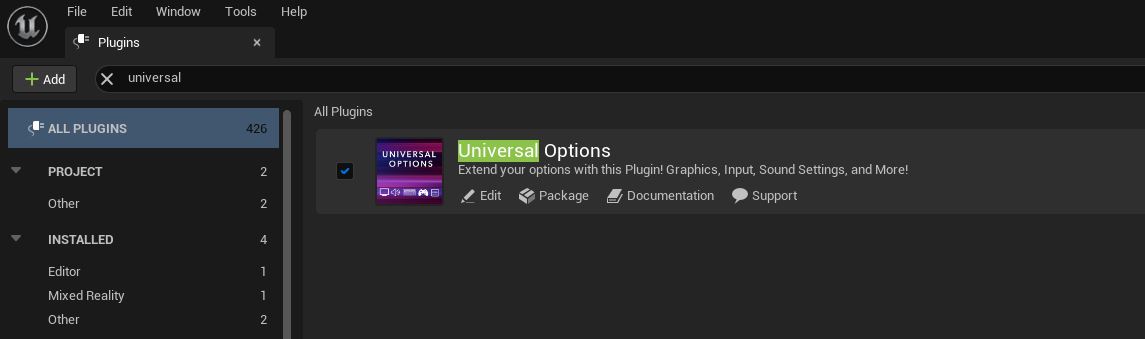 File Edit Window Tools Help
Plugins
Add
universal
ALL PLUGINS 426
PROJECT 2
Other 2
INSTALLED 4
Editor 1
Mixed Reality 1
Other 2
All Plugins
UNIVERSAL
OPTIONS
Universal Options
Extend your options with this Plugin! Graphics, Input, Sound Settings, and More!
Edit Package Documentation Support